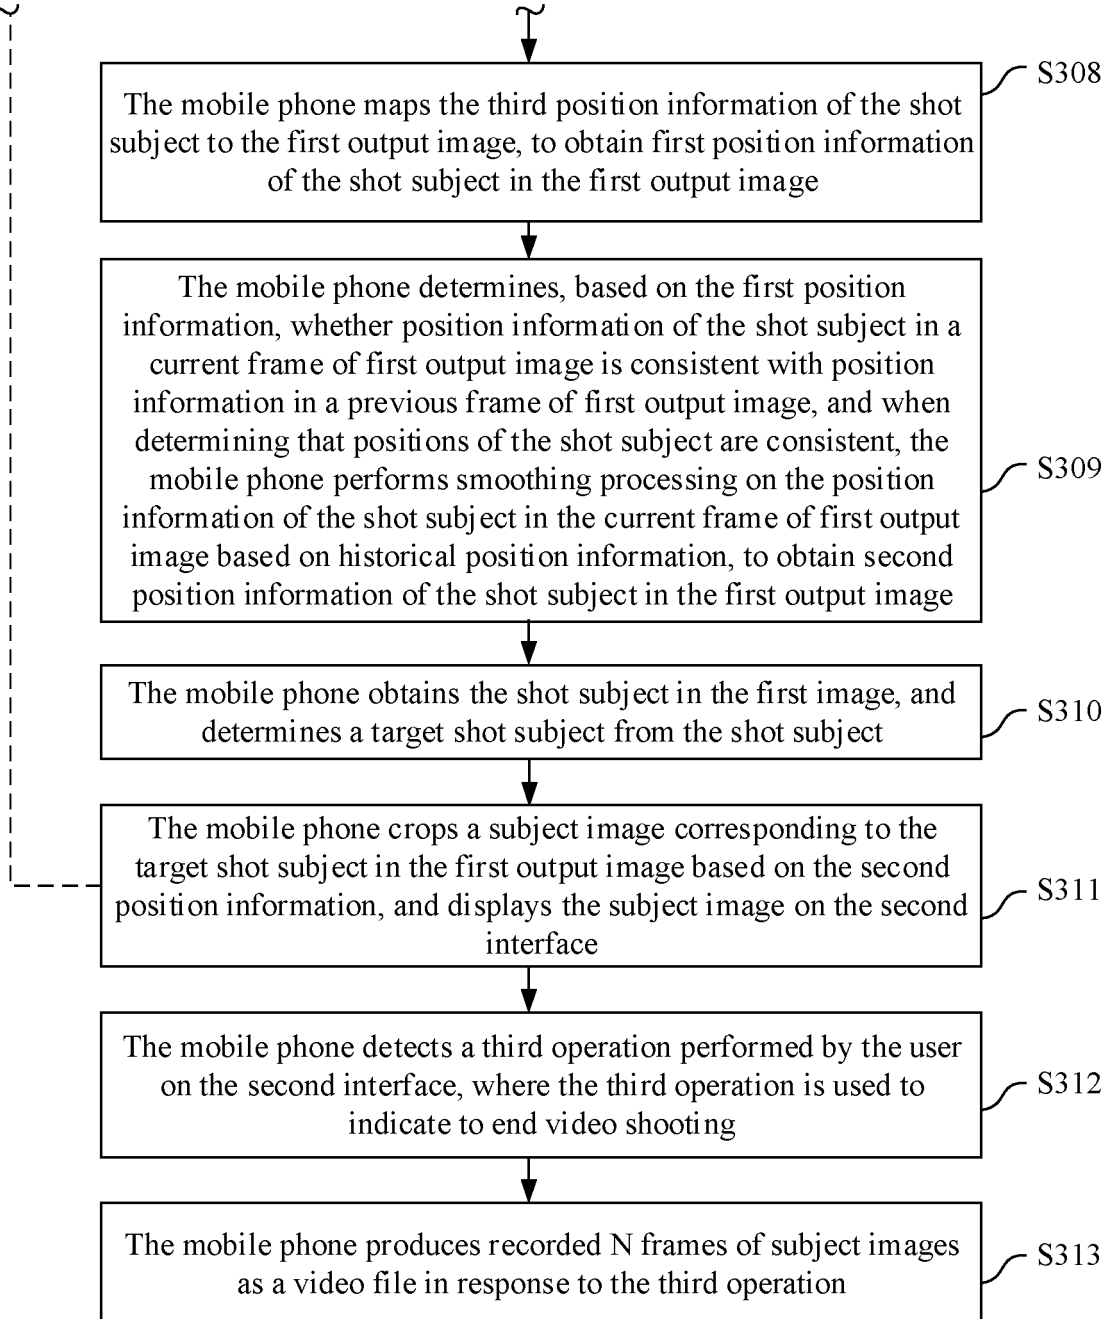 S308
The mobile phone maps the third position information of the shot
subject to the first output image, to obtain first position information
of the shot subject in the first output image
The mobile phone determines, based on the first position
information, whether position information of the shot subject in a
current frame of first output image is consistent with position
information in a previous frame of first output image, and when
determining that positions of the shot subject are consistent, the
mobile phone performs smoothing processing on the position
information of the shot subject in the current frame of first output
image based on historical position information, to obtain second
position information of the shot subject in the first output image
S309
The mobile phone obtains the shot subject in the first image, and
determines a target shot subject from the shot subject
S310
The mobile phone crops a subject image corresponding to the
target shot subject in the first output image based on the second
position information, and displays the subject image on the second
interface
S311
The mobile phone detects a third operation performed by the user
on the second interface, where the third operation is used to
indicate to end video shooting
S312
The mobile phone produces recorded N frames of subject images
as a video file in response to the third operation
S313